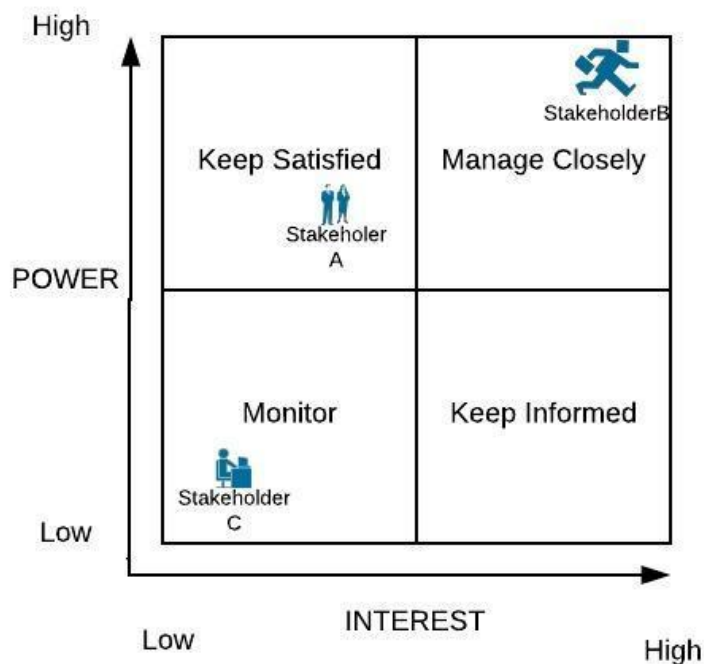 High
StakeholderB
Keep Satisfied
Manage Closely
Stakeholer
A
POWER
Monitor
Keep Informed
Stakeholder
C
Low
INTEREST
Low
High